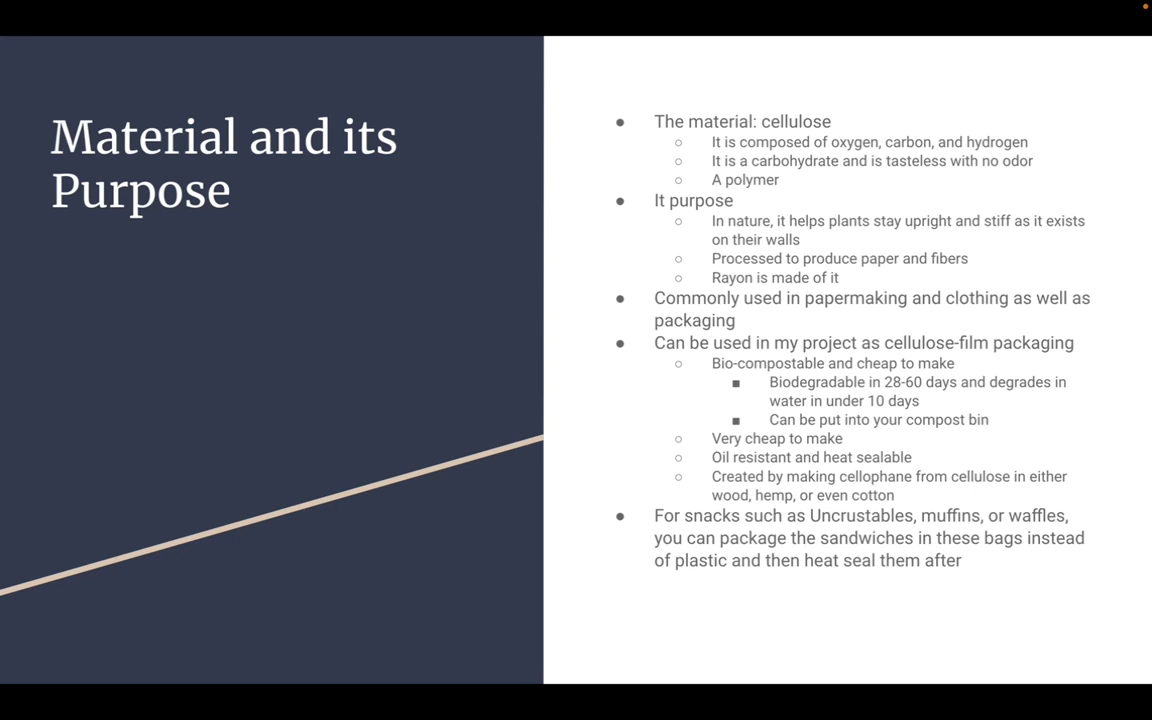 Material and its
Purpose
The material: cellulose
It is composed of oxygen, carbon, and hydrogen
It is a carbohydrate and is tasteless with no odor
A polymer
It purpose
In nature, it helps plants stay upright and stiff as it exists
on their walls
Processed to produce paper and fibers
Rayon is made of it
Commonly used in papermaking and clothing as well as
packaging
Can be used in my project as cellulose-film packaging
Bio-compostable and cheap to make
Biodegradable in 28-60 days and degrades in
water in under 10 days
Can be put into your compost bin
Very cheap to make
Oil resistant and heat sealable
Created by making cellophane from cellulose in either
wood, hemp, or even cotton
For snacks such as Uncrustables, muffins, or waffles,
you can package the sandwiches in these bags instead
of plastic and then heat seal them after